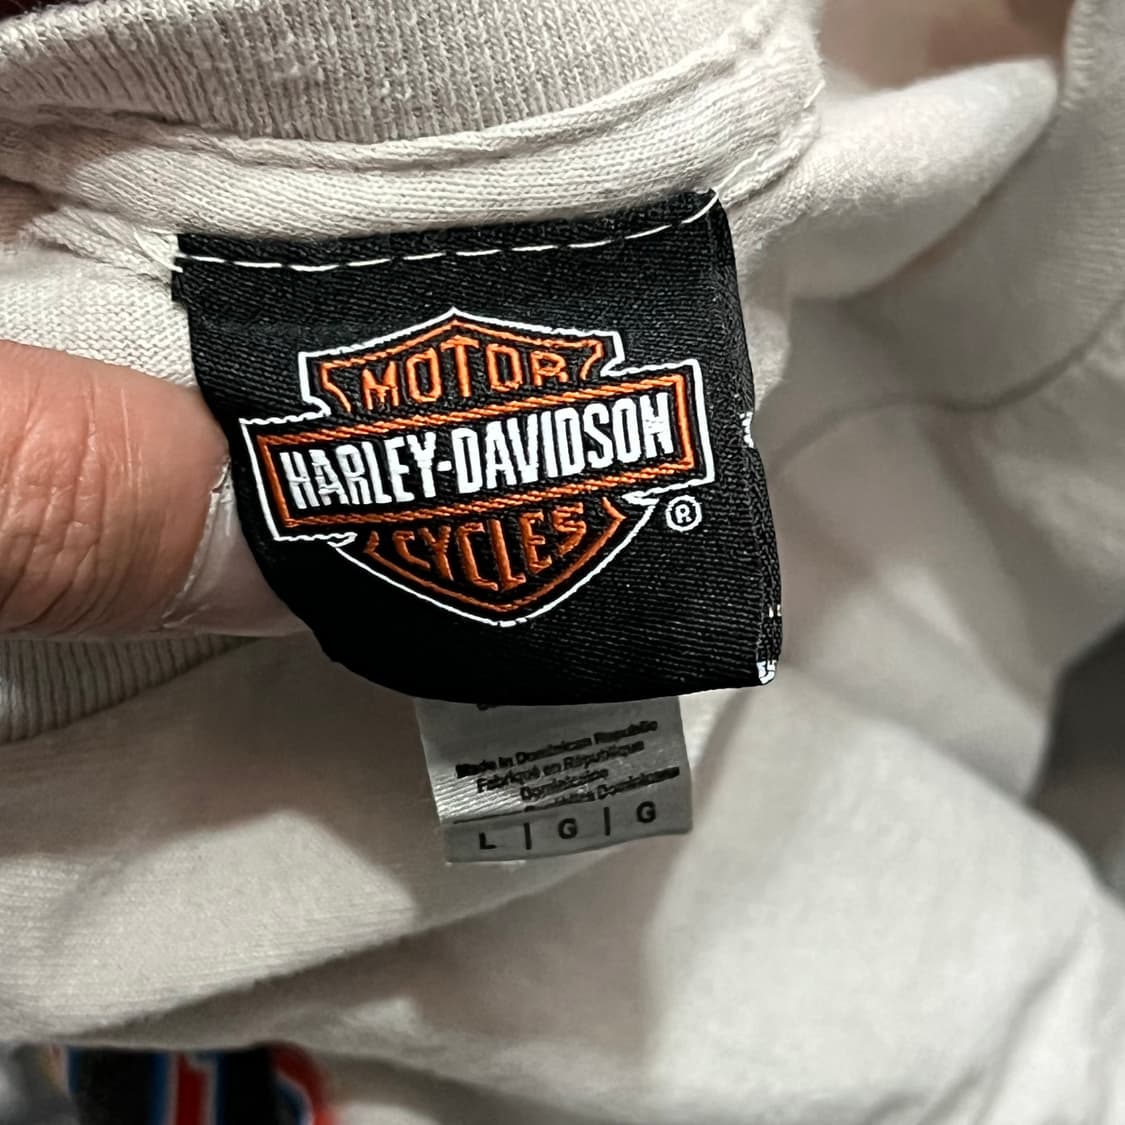 MOTOR
HARLEY-DAVIDSON
CYCLES
®
Made in Dominican Republic
Fabriqué en République
Dominicaine
L | G | G